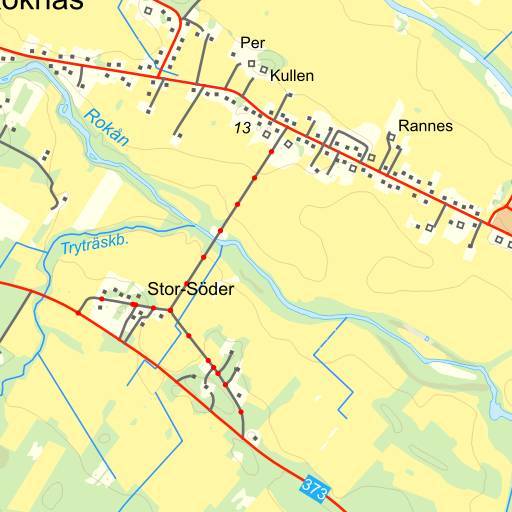 Per
Kullen
13
Rannes
Rokån
Tryträskb.
Stor-Söder
373